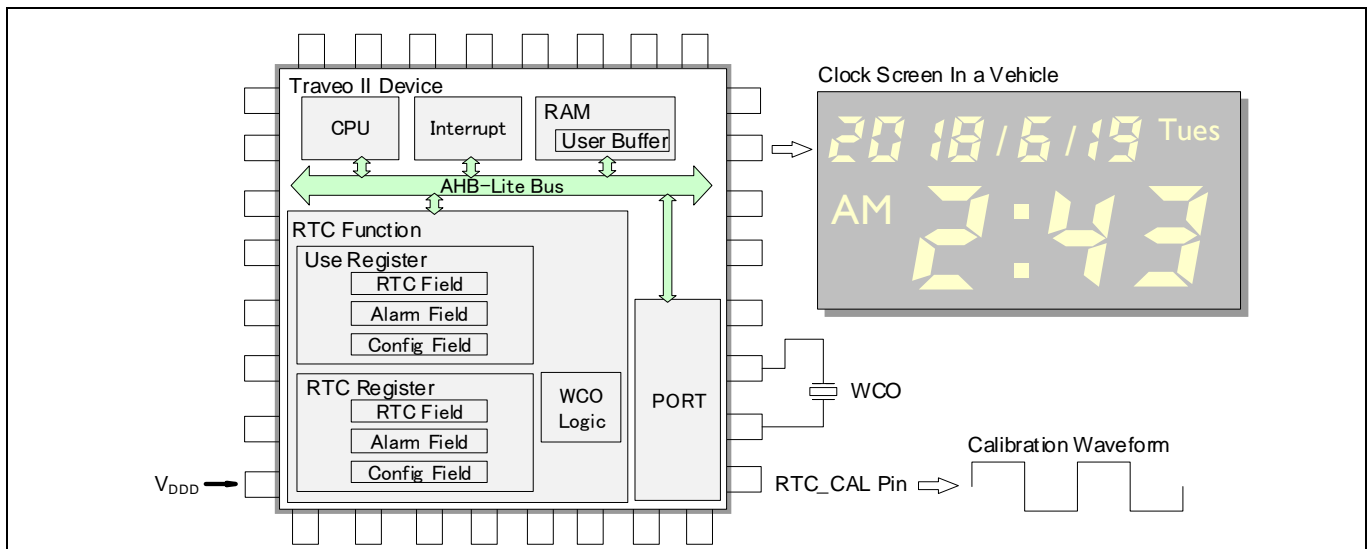 Traveo II Device
CPU
Interrupt
RAM
User Buffer
AHB-Lite Bus
RTC Function
Use Register
RTC Field
Alarm Field
Config Field
RTC Register
RTC Field
Alarm Field
Config Field
WCO
Logic
PORT
VDDD
Clock Screen In a Vehicle
2018/6/19 Tues
AM 2:43
WCO
RTC_CAL Pin
Calibration Waveform